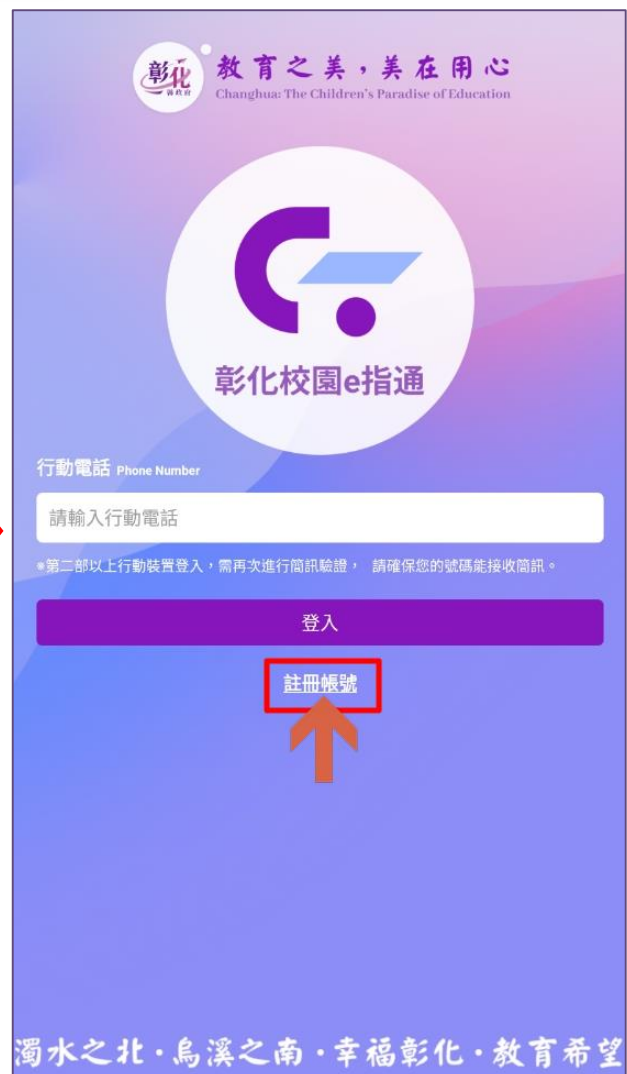 彰化
縣政府
教育之美，美在用心
Changhua: The Children's Paradise of Education
彰化校園e指通
行動電話 Phone Number
請輸入行動電話
*第二部以上行動裝置登入，需再次進行簡訊驗證， 請確保您的號碼能接收簡訊。
登入
註冊帳號
濁水之北·烏溪之南·幸福彰化·教育希望